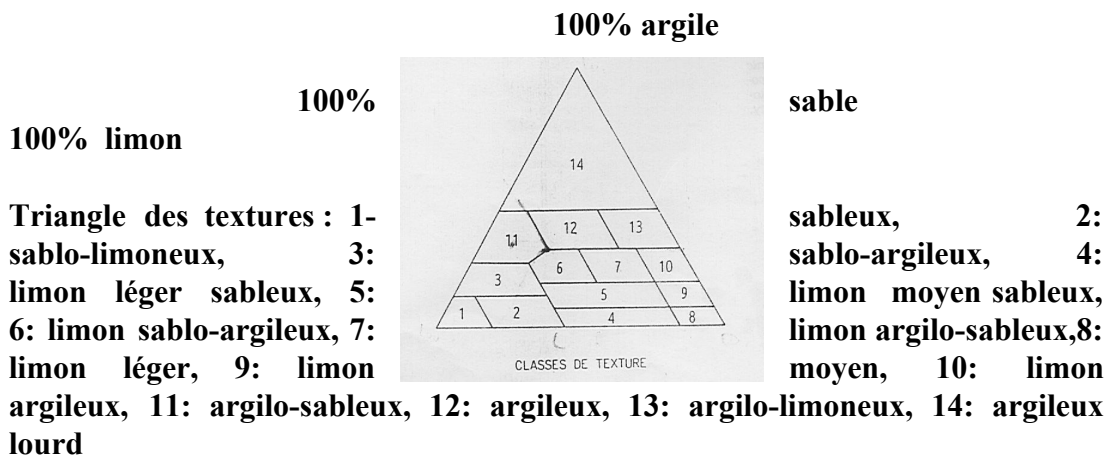 100% argile
100% sable
100% limon
14
Triangle des textures : 1- sableux, 2:
11 12 13
sablo-limoneux, 3: sablo-argileux, 4:
6 7 10
3
limon léger sableux, 5: limon moyen sableux,
5 9
1 2
6: limon sablo-argileux, 7: limon argilo-sableux,8:
4 8
limon léger, 9: limon moyen, 10: limon
CLASSES DE TEXTURE
argileux, 11: argilo-sableux, 12: argileux, 13: argilo-limoneux, 14: argileux
lourd